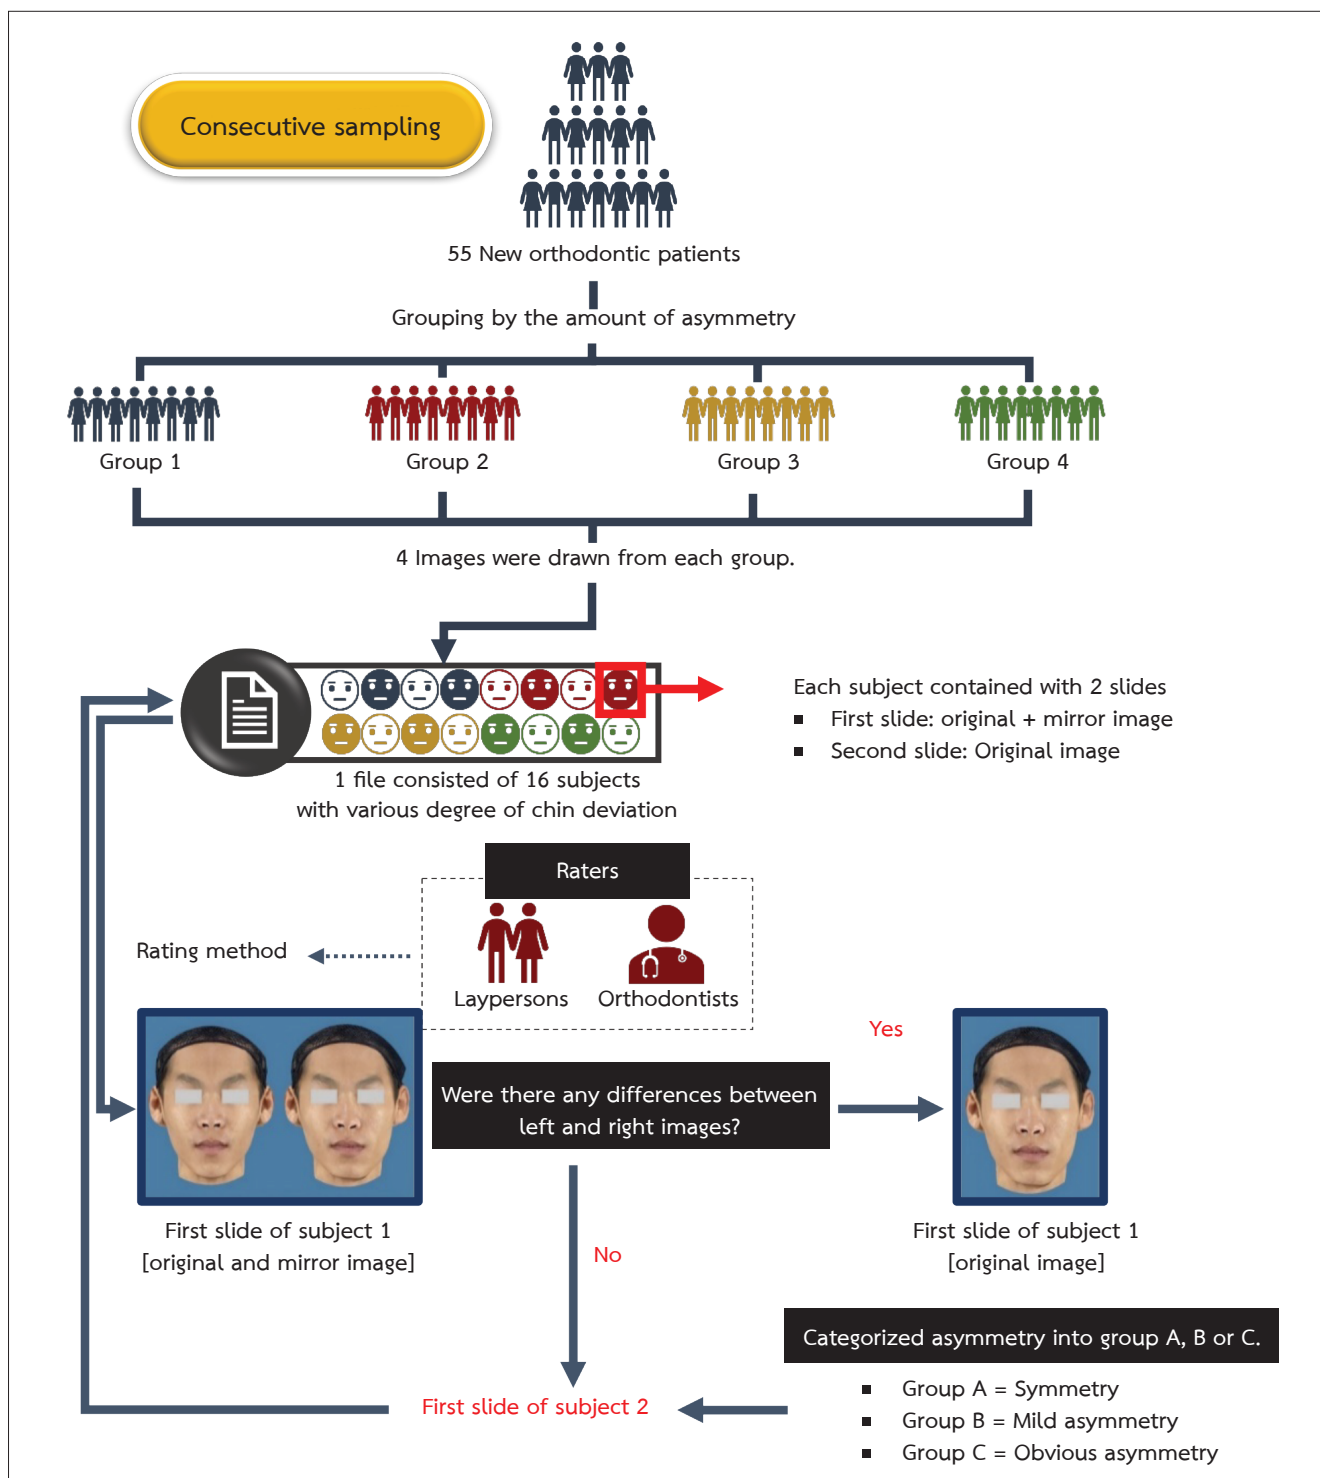 Consecutive sampling
55 New orthodontic patients
Grouping by the amount of asymmetry
Group 1
Group 2
Group 3
Group 4
4 Images were drawn from each group.
Each subject contained with 2 slides
▪ First slide: original + mirror image
▪ Second slide: Original image
1 file consisted of 16 subjects
with various degree of chin deviation
Raters
Rating method
Laypersons
Orthodontists
Yes
Were there any differences between
left and right images?
First slide of subject 1
[original and mirror image]
No
First slide of subject 1
[original image]
Categorized asymmetry into group A, B or C.
▪ Group A = Symmetry
▪ Group B = Mild asymmetry
▪ Group C = Obvious asymmetry
First slide of subject 2